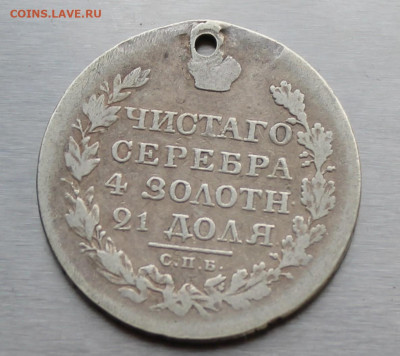 COINS.LAVE.RU
ЧИСТАГО
СЕРЕБРА
4 ЗОЛОТН
21 ДОЛЯ
С.П.Б.